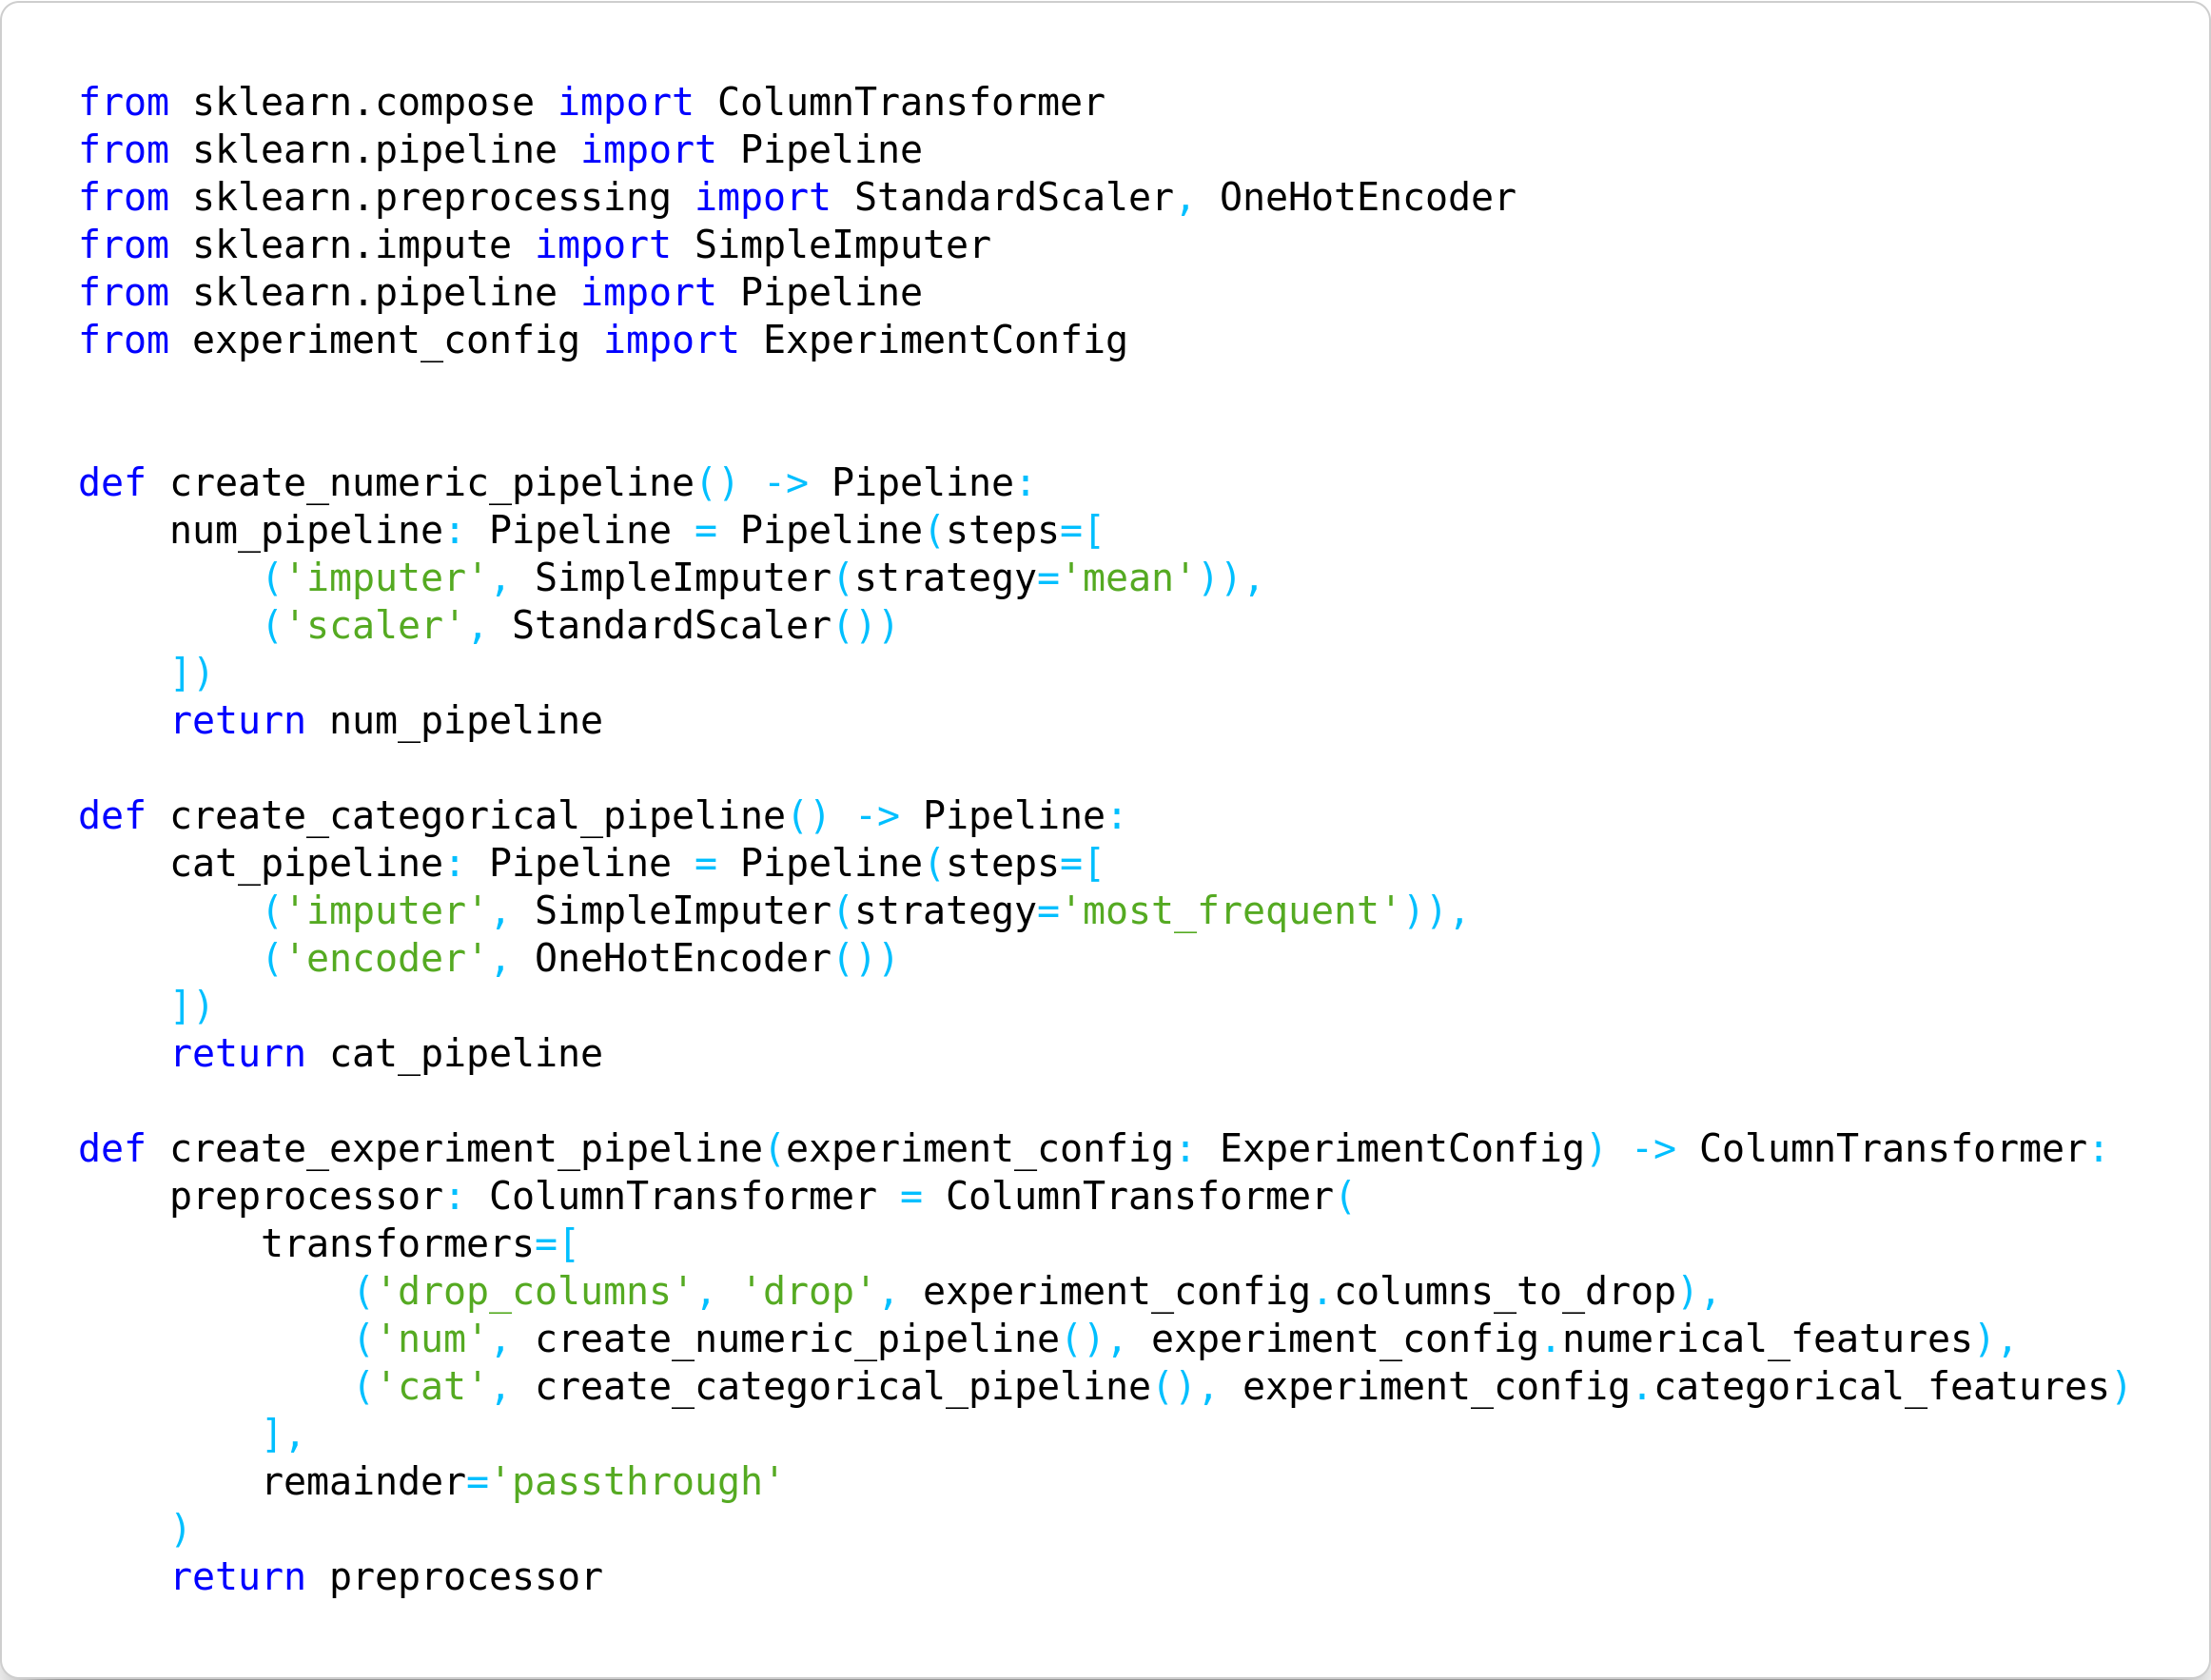 from sklearn.compose import ColumnTransformer
from sklearn.pipeline import Pipeline
from sklearn.preprocessing import StandardScaler, OneHotEncoder
from sklearn.impute import SimpleImputer
from sklearn.pipeline import Pipeline
from experiment_config import ExperimentConfig


def create_numeric_pipeline() -> Pipeline:
    num_pipeline: Pipeline = Pipeline(steps=[
        ('imputer', SimpleImputer(strategy='mean')),
        ('scaler', StandardScaler())
    ])
    return num_pipeline

def create_categorical_pipeline() -> Pipeline:
    cat_pipeline: Pipeline = Pipeline(steps=[
        ('imputer', SimpleImputer(strategy='most_frequent')),
        ('encoder', OneHotEncoder())
    ])
    return cat_pipeline

def create_experiment_pipeline(experiment_config: ExperimentConfig) -> ColumnTransformer:
    preprocessor: ColumnTransformer = ColumnTransformer(
        transformers=[
            ('drop_columns', 'drop', experiment_config.columns_to_drop),
            ('num', create_numeric_pipeline(), experiment_config.numerical_features),
            ('cat', create_categorical_pipeline(), experiment_config.categorical_features)
        ],
        remainder='passthrough'
    )
    return preprocessor